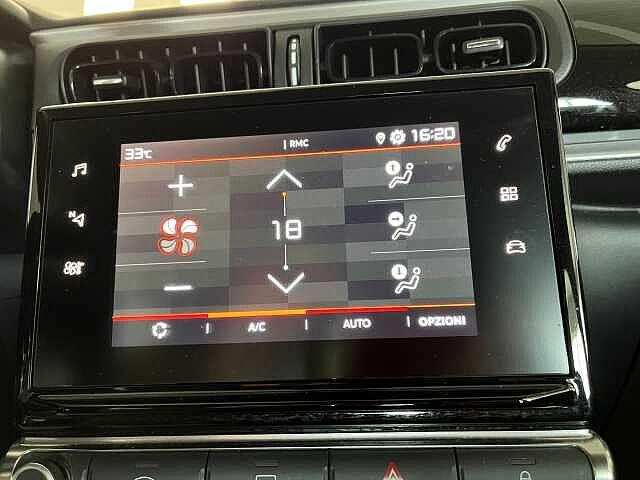 33°C
RMC
16:20
N
18
A/C
AUTO
OPZIONI